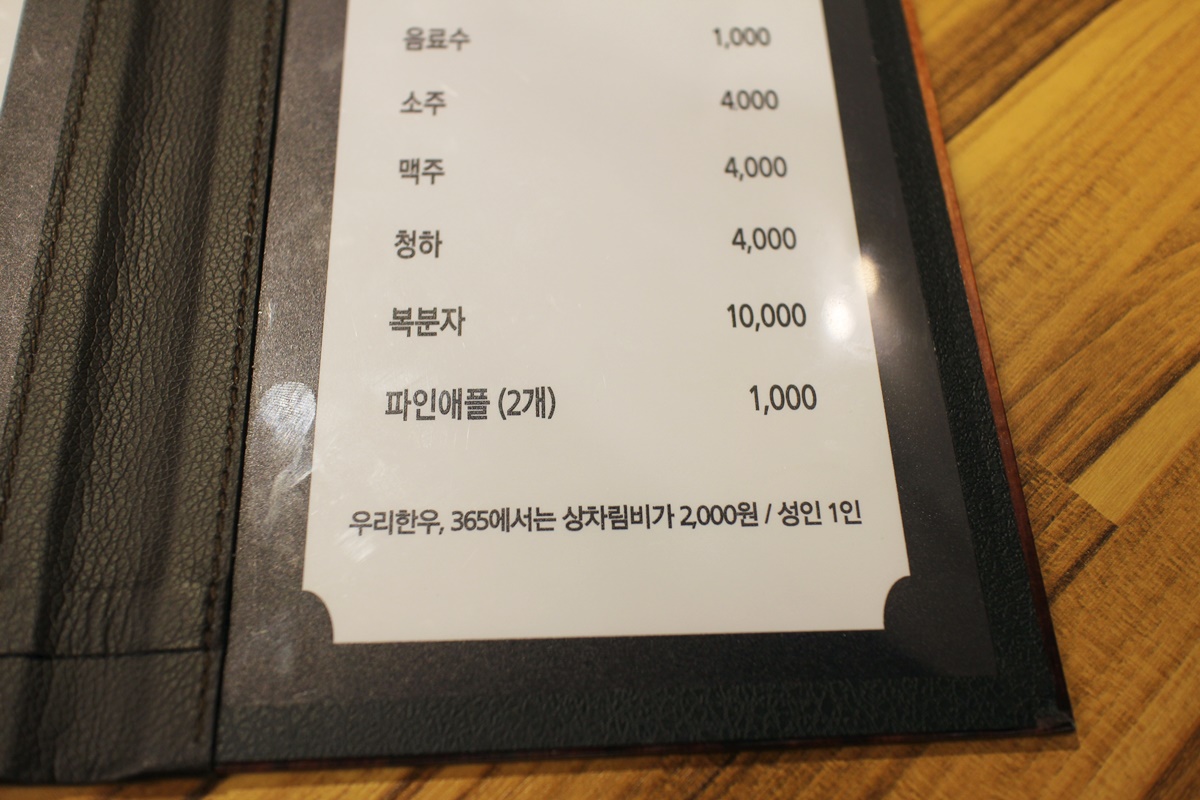 음료수 1,000
소주 4000
맥주 4,000
청하 4,000
복분자 10,000
파인애플 (2개) 1,000
우리한우, 365에서는 상차림비가 2,000원 / 성인 1인